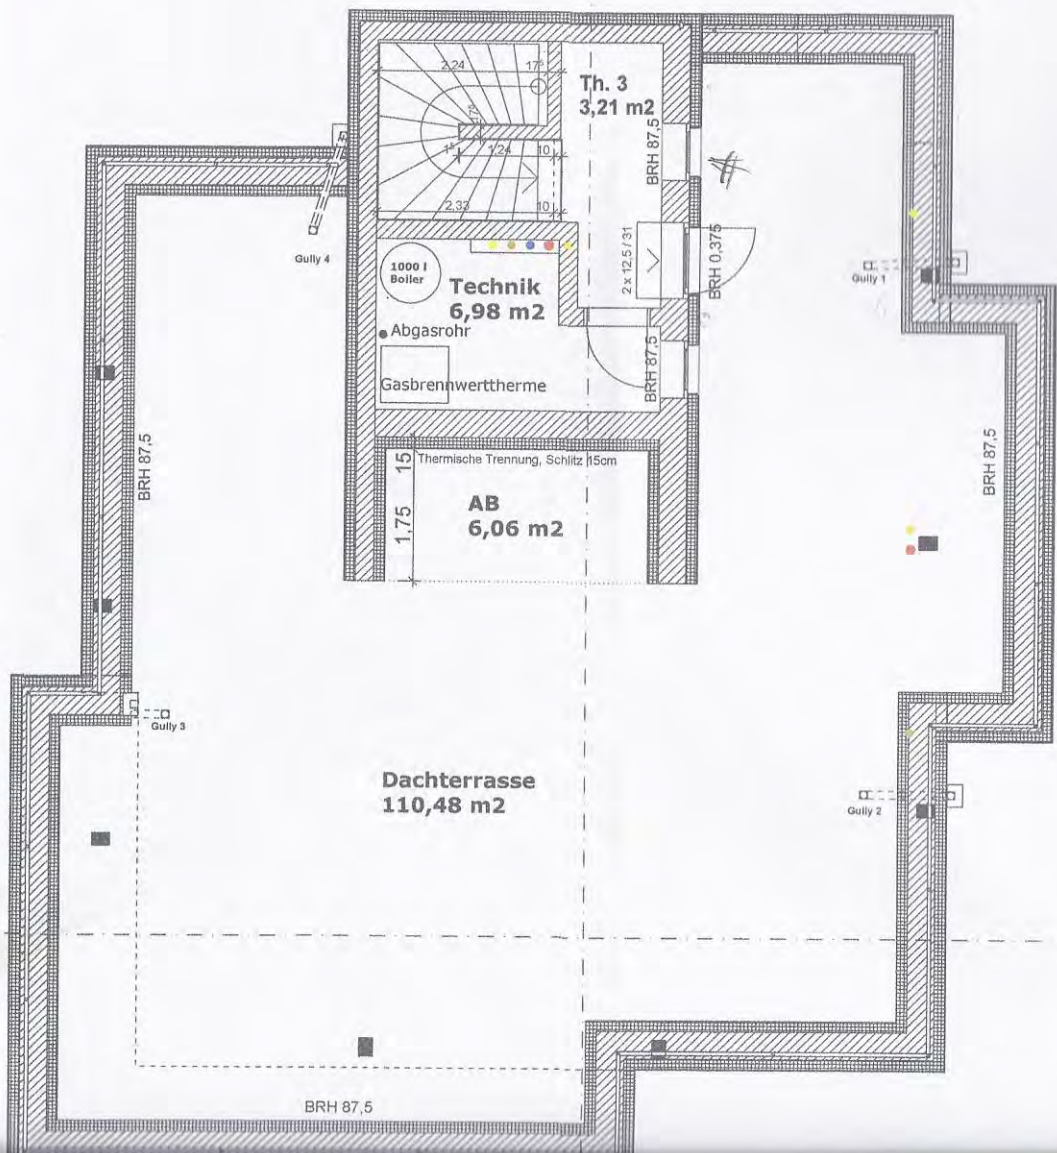 2,24
17⁵
Th. 3
3,21 m2
17⁵
1⁵
1,24
10
BRH 87,5
2,33
10
Gully 4
1000 l
Boiler
Technik
6,98 m2
2 x 12,5 / 31
BRH 0,375
Gully 1
Abgasrohr
Gasbrennwerttherme
BRH 87,5
BRH 87,5
BRH 87,5
15
Thermische Trennung, Schlitz 15cm
1,75
AB
6,06 m2
Gully 3
Dachterrasse
110,48 m2
Gully 2
BRH 87,5